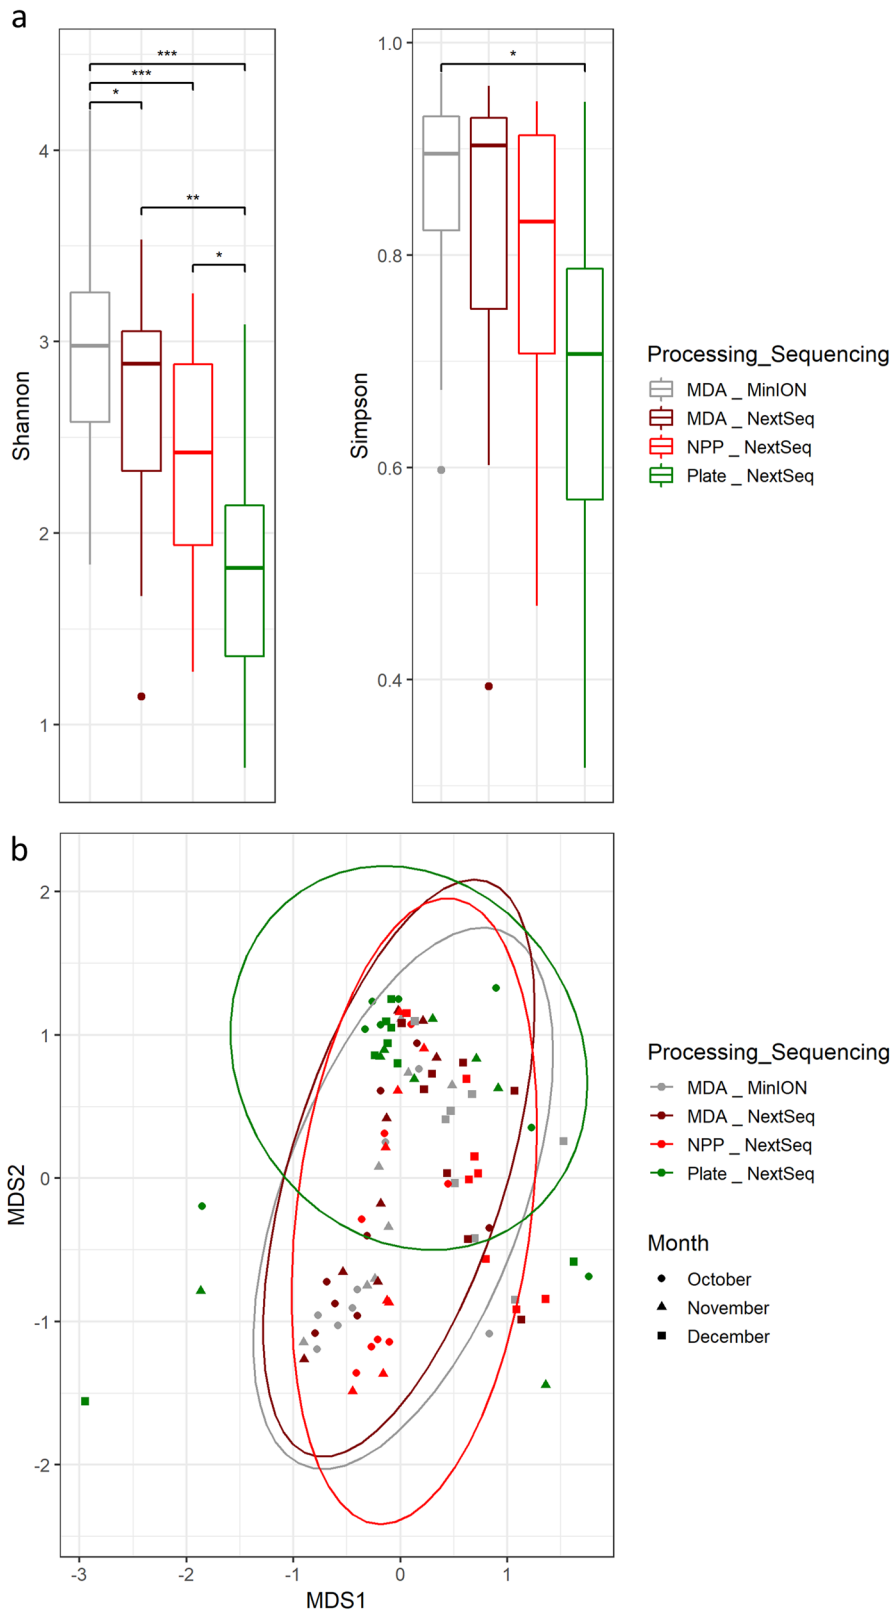 a
***
***
*
**
*
4
3
2
1
Shannon
*
1.0
0.8
0.6
0.4
Simpson
Processing_Sequencing
MDA _ MinION
MDA _ NextSeq
NPP _ NextSeq
Plate _ NextSeq
b
2
1
0
-1
-2
MDS2
-3 -2 -1 0 1
MDS1
Processing_Sequencing
MDA _ MinION
MDA _ NextSeq
NPP _ NextSeq
Plate _ NextSeq
Month
October
November
December